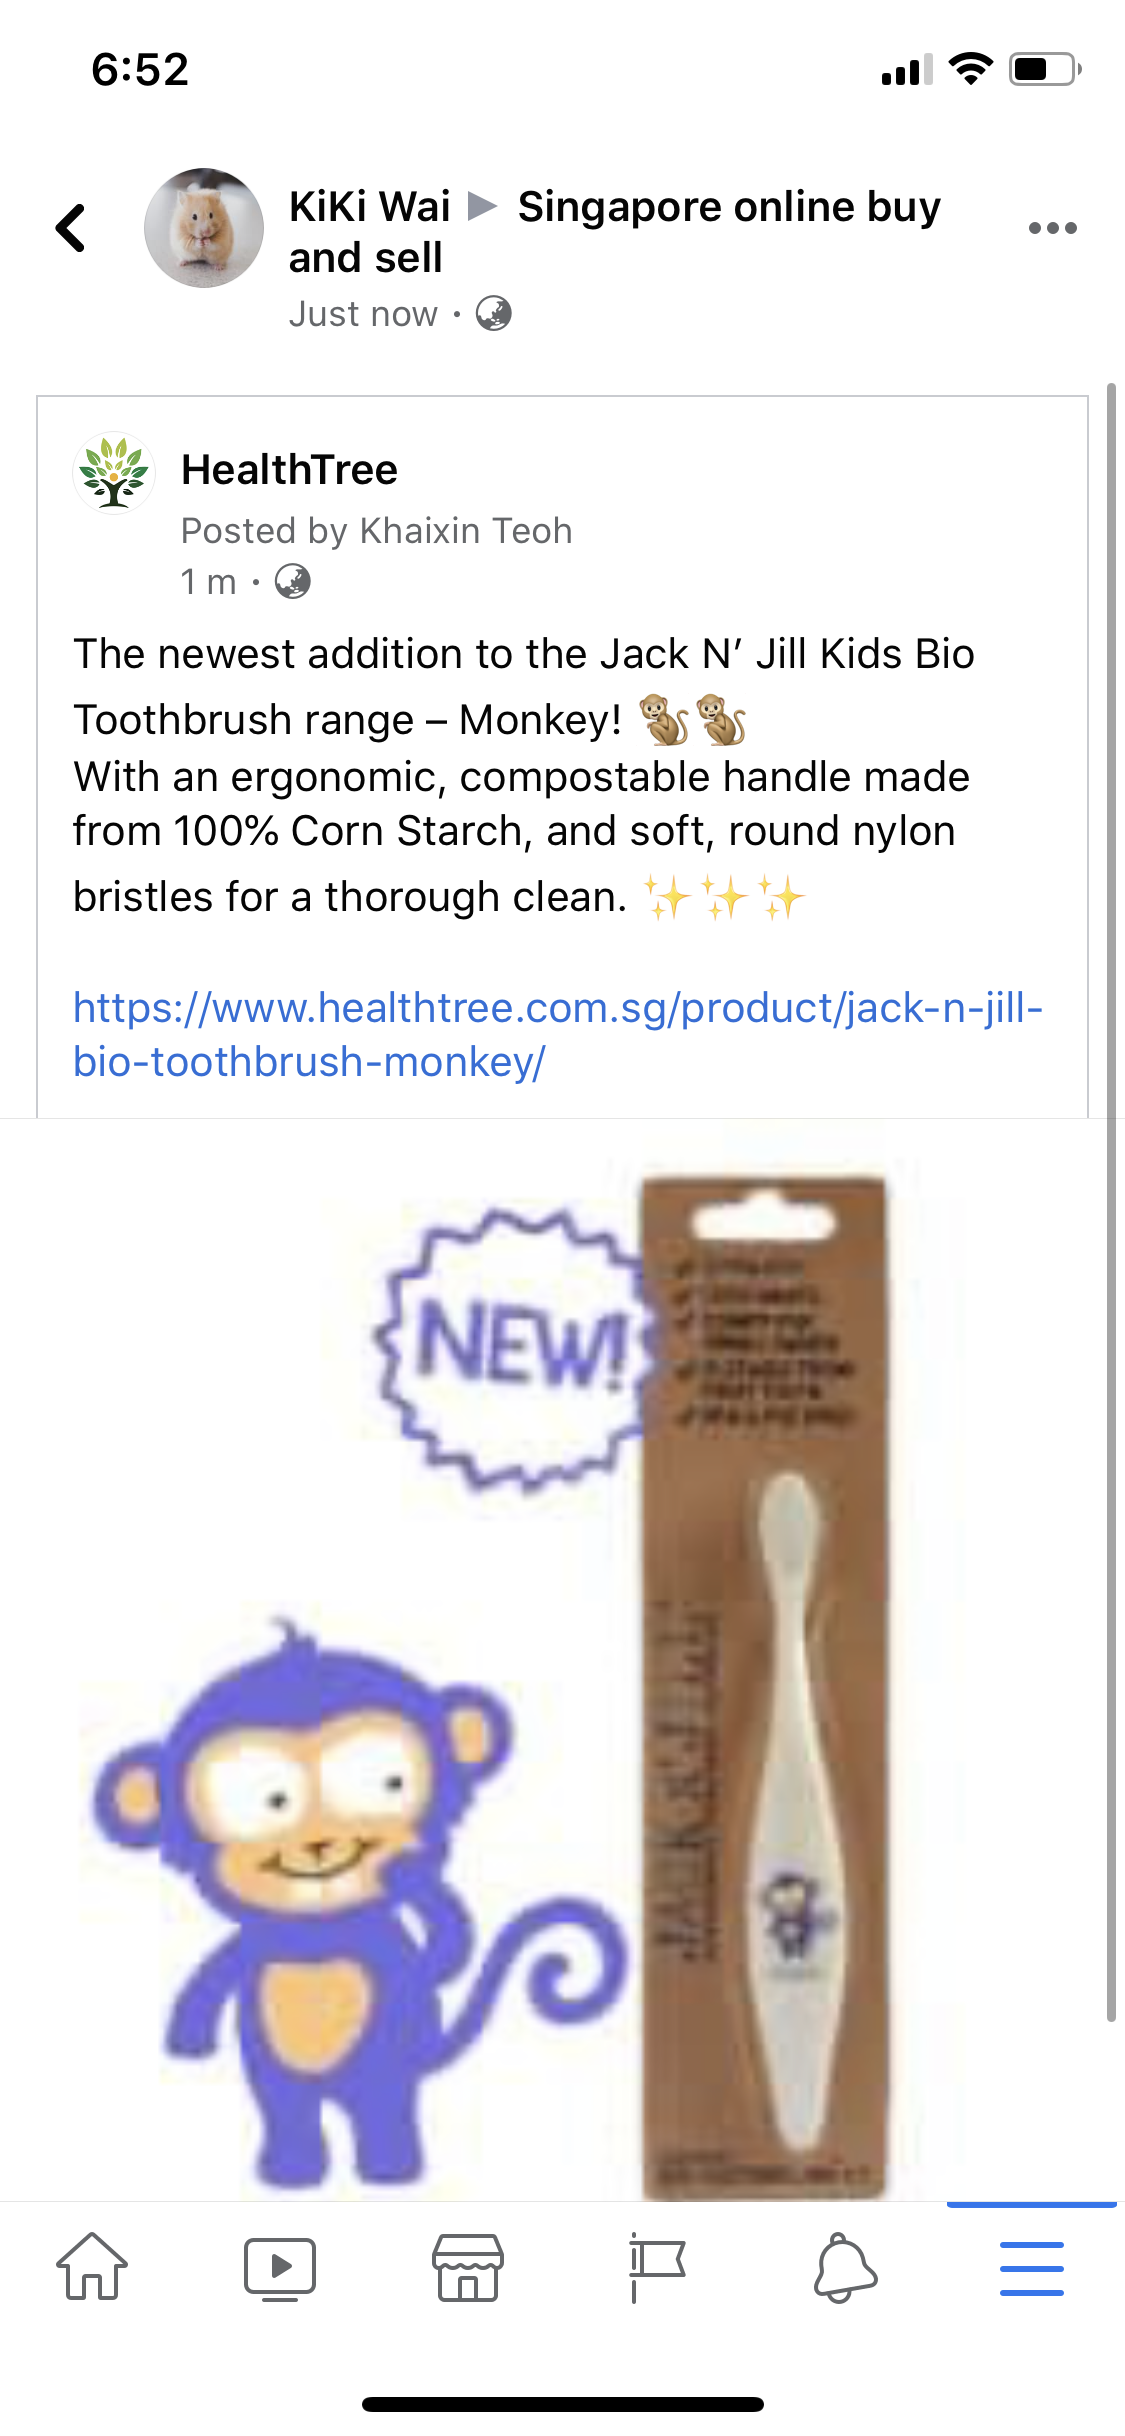 6:52
KiKi Wai ▶ Singapore online buy
and sell
Just now ·
HealthTree
Posted by Khaixin Teoh
1 m ·
The newest addition to the Jack N’ Jill Kids Bio
Toothbrush range – Monkey! 🐒🐒
With an ergonomic, compostable handle made
from 100% Corn Starch, and soft, round nylon
bristles for a thorough clean. ✨✨✨
https://www.healthtree.com.sg/product/jack-n-jill-
bio-toothbrush-monkey/
NEW!